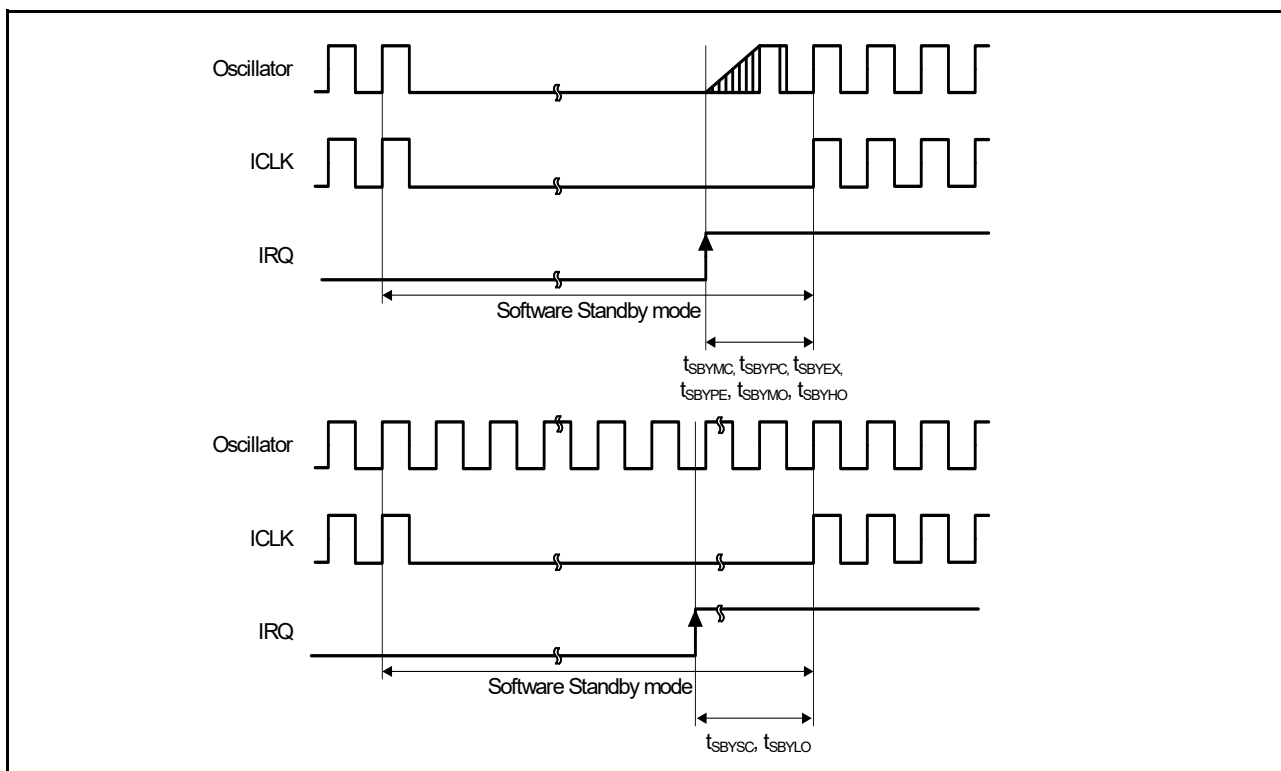 Oscillator
ICLK
IRQ
Software Standby mode
tSBYMC, tSBYPC, tSBYEX,
tSBYPE, tSBYMO, tSBYHO
Oscillator
ICLK
IRQ
Software Standby mode
tSBYSC, tSBYLO